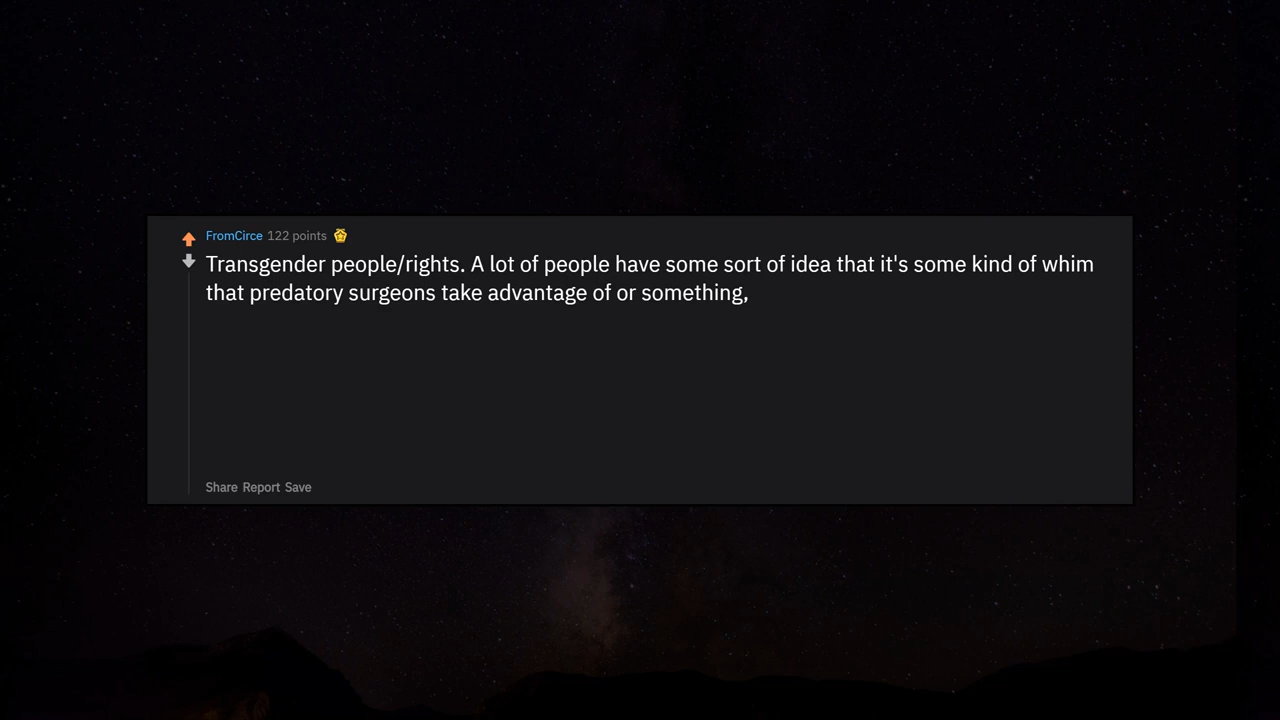 FromCirce 122 points
Transgender people/rights. A lot of people have some sort of idea that it's some kind of whim
that predatory surgeons take advantage of or something,
Share Report Save